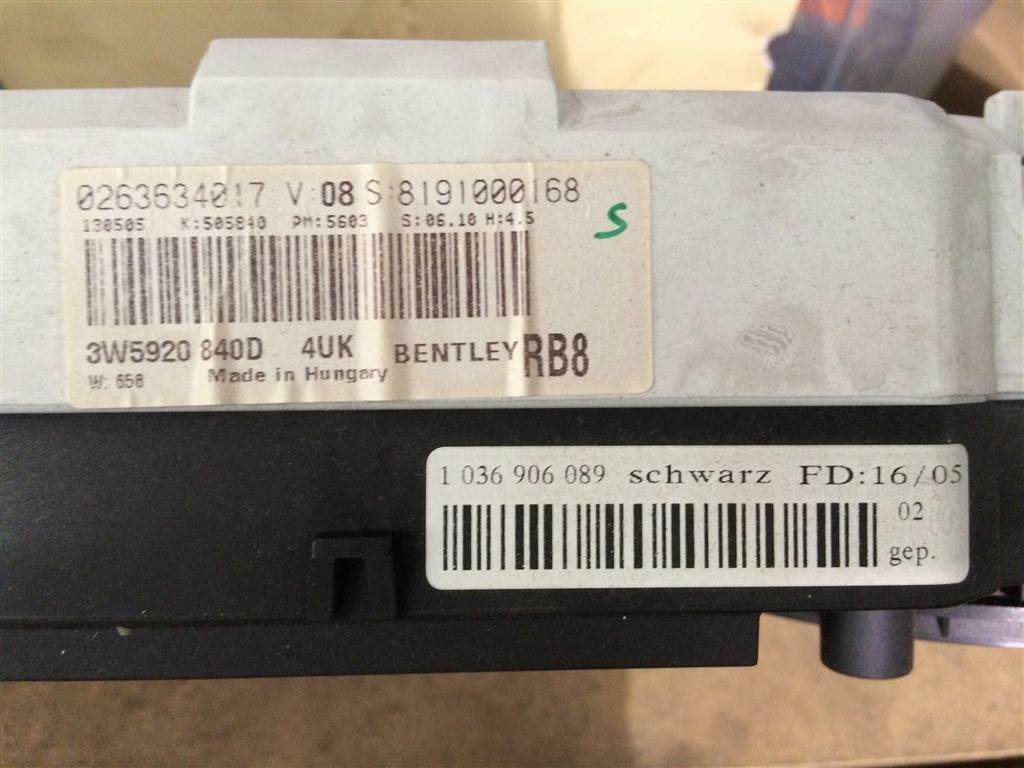 0263634017 V:08 S:8191000168
130505 K:505840 PM:5603 S:06.10 H:4.5
S
3W5920 840D 4UK BENTLEY RB8
W: 650 Made in Hungary
1 036 906 089 schwarz FD:16/05
02
gep.